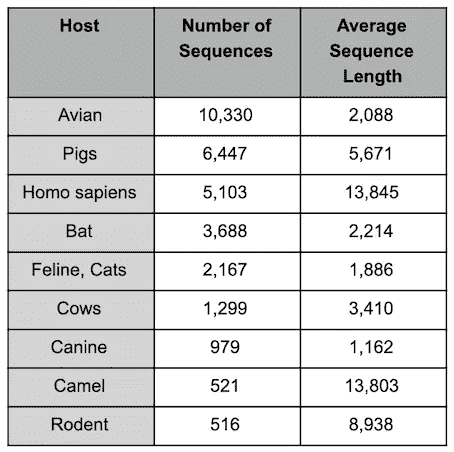 Host Number of Sequences Average Sequence Length
Avian 10,330 2,088
Pigs 6,447 5,671
Homo sapiens 5,103 13,845
Bat 3,688 2,214
Feline, Cats 2,167 1,886
Cows 1,299 3,410
Canine 979 1,162
Camel 521 13,803
Rodent 516 8,938